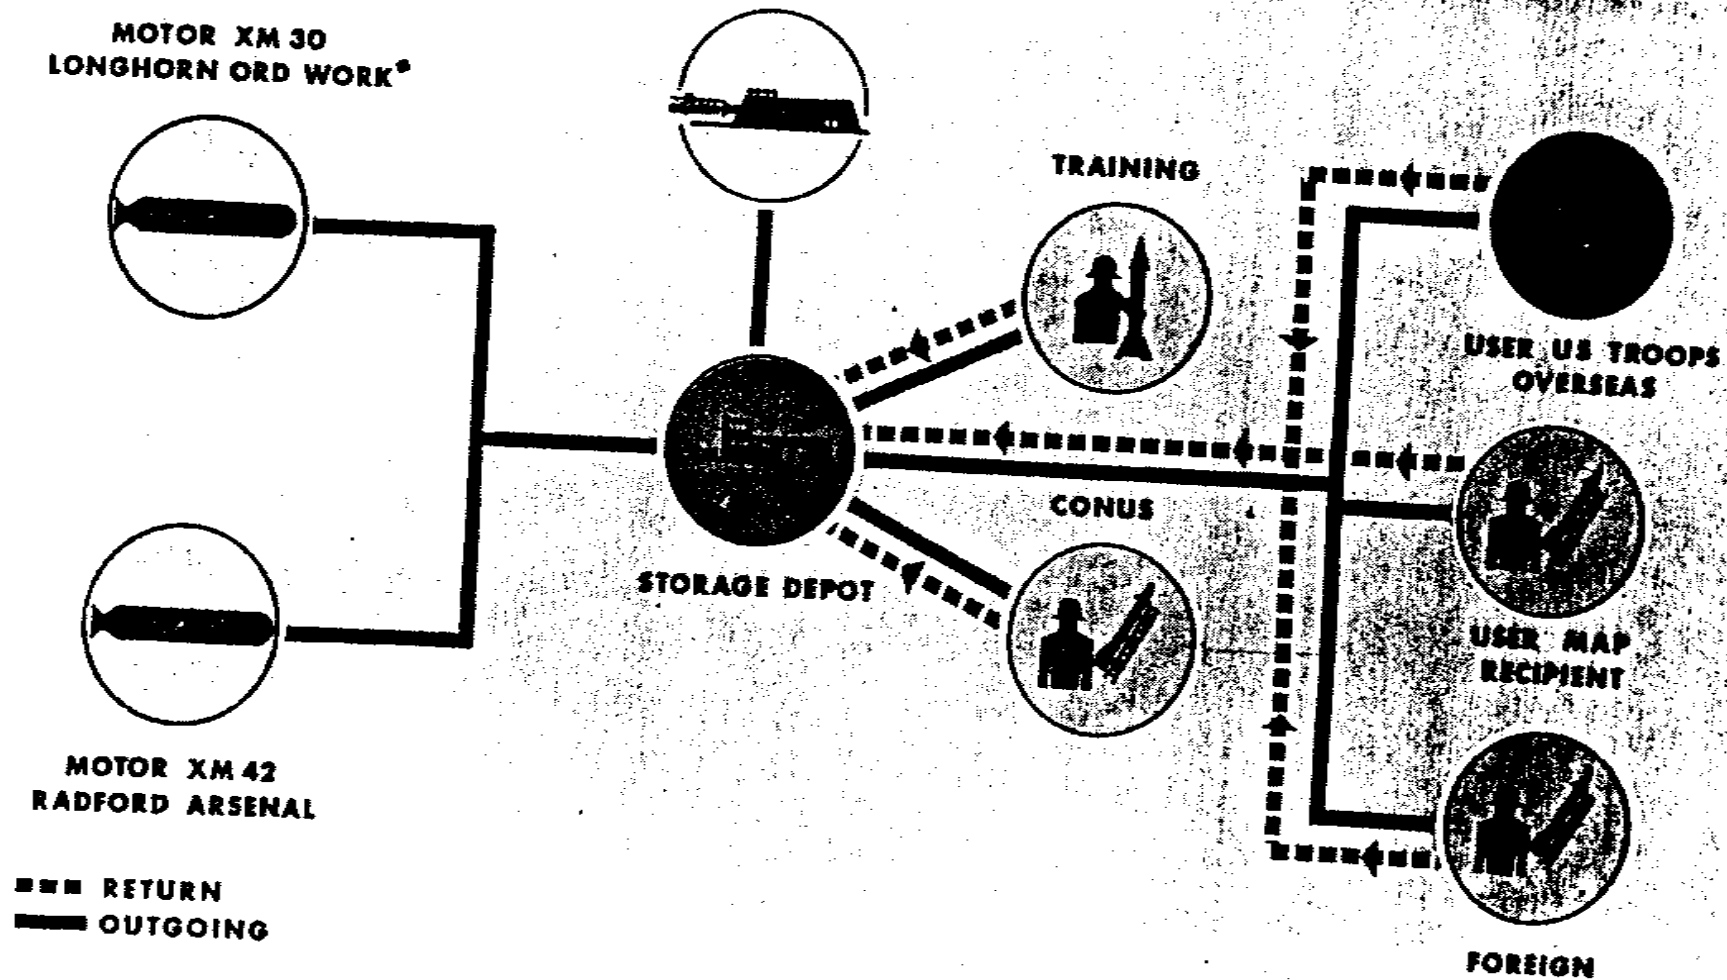 MOTOR XM 30
LONGHORN ORD WORK*
TRAINING
USER US TROOPS
OVERSEAS
CONUS
STORAGE DEPOT
USER MAP
RECIPIENT
MOTOR XM 42
RADFORD ARSENAL
RETURN
OUTGOING
FOREIGN